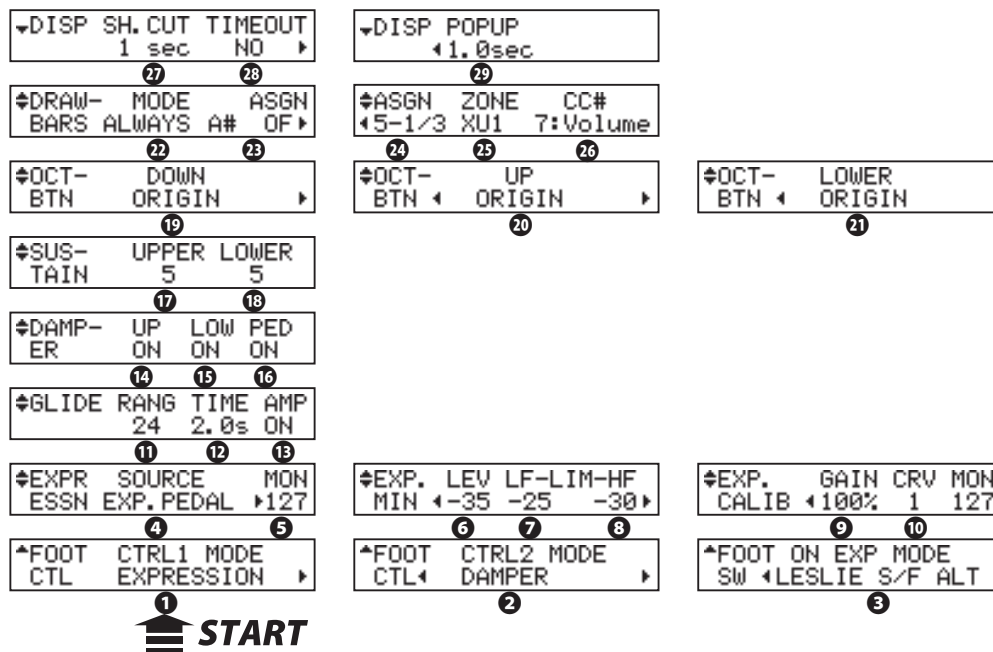 DISP SH.CUT TIMEOUT
1 sec NO
27 28
DISP POPUP
1.0sec
29
DRAW- MODE ASGN
BARS ALWAYS A# OF
22 23
ASGN ZONE CC#
5-1/3 XU1 7:Volume
24 25 26
OCT- DOWN
BTN ORIGIN
19
OCT- UP
BTN ORIGIN
20
OCT- LOWER
BTN ORIGIN
21
SUS- UPPER LOWER
TAIN 5 5
17 18
DAMP- UP LOW PED
ER ON ON ON
14 15 16
GLIDE RANG TIME AMP
24 2.0s ON
11 12 13
EXPR SOURCE MON
ESSN EXP.PEDAL 127
4 5
EXP. LEV LF-LIM-HF
MIN -35 -25 -30
6 7 8
EXP. GAIN CRV MON
CALIB 100% 1 127
9 10
FOOT CTRL1 MODE
CTL EXPRESSION
1
FOOT CTRL2 MODE
CTL DAMPER
2
FOOT ON EXP MODE
SW LESLIE S/F ALT
3
START